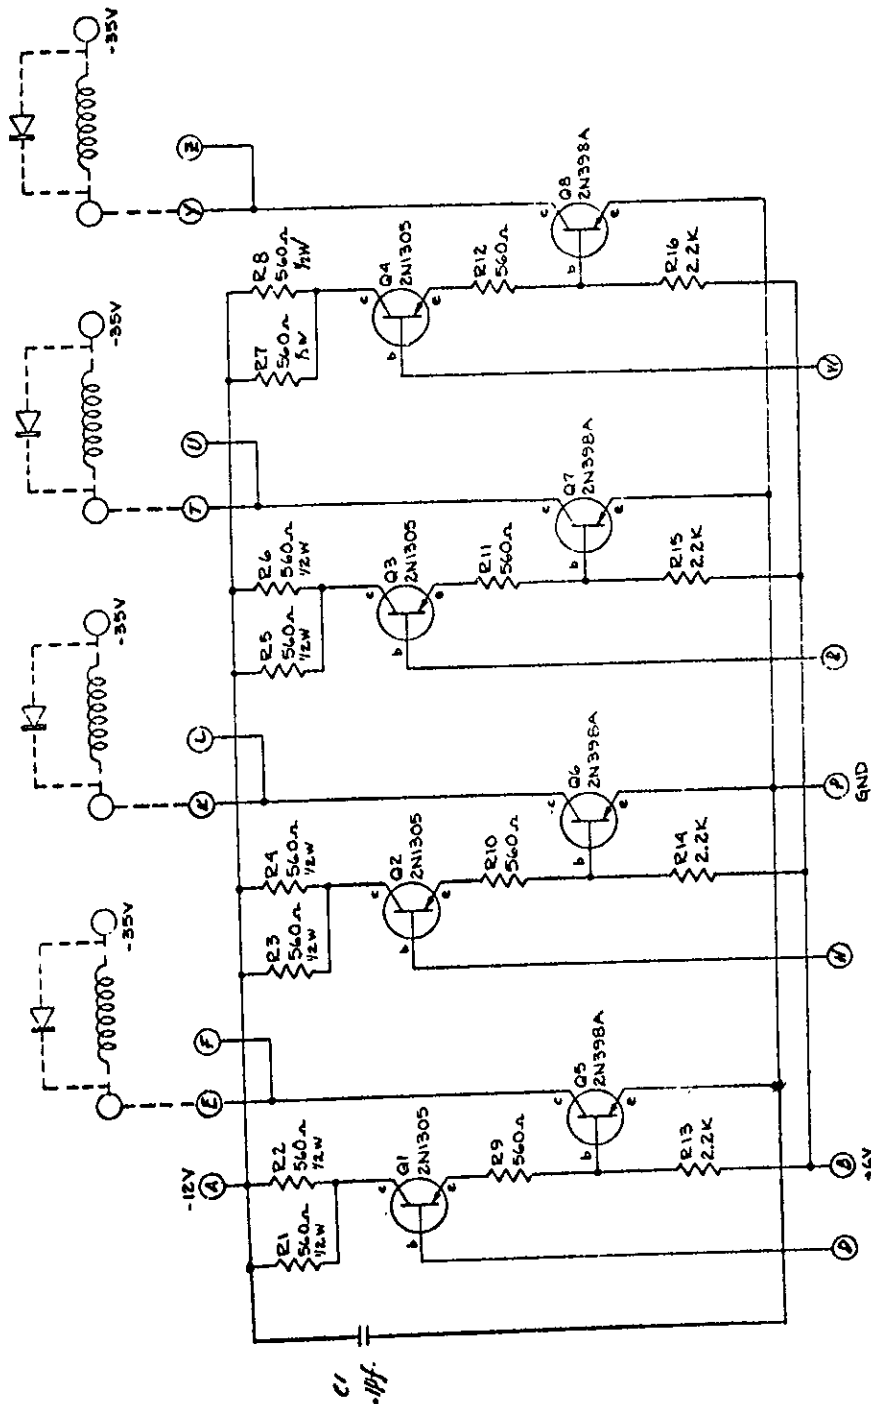 -35V
-35V
-35V
-35V
E
F
K
L
T
U
Y
Z
-12V
A
R1
560Ω
1/2W
R2
560Ω
1/2W
R3
560Ω
1/2W
R4
560Ω
1/2W
R5
560Ω
1/2W
R6
560Ω
1/2W
R7
560Ω
1/2W
R8
560Ω
1/2W
c
Q1
2N1305
b
e
c
Q2
2N1305
b
e
c
Q3
2N1305
b
e
c
Q4
2N1305
b
e
R9
560Ω
R10
560Ω
R11
560Ω
R12
560Ω
c
Q5
2N398A
b
e
c
Q6
2N398A
b
e
c
Q7
2N398A
b
e
c
Q8
2N398A
b
e
R13
2.2K
R14
2.2K
R15
2.2K
R16
2.2K
C1
D
B
+6V
P
GND